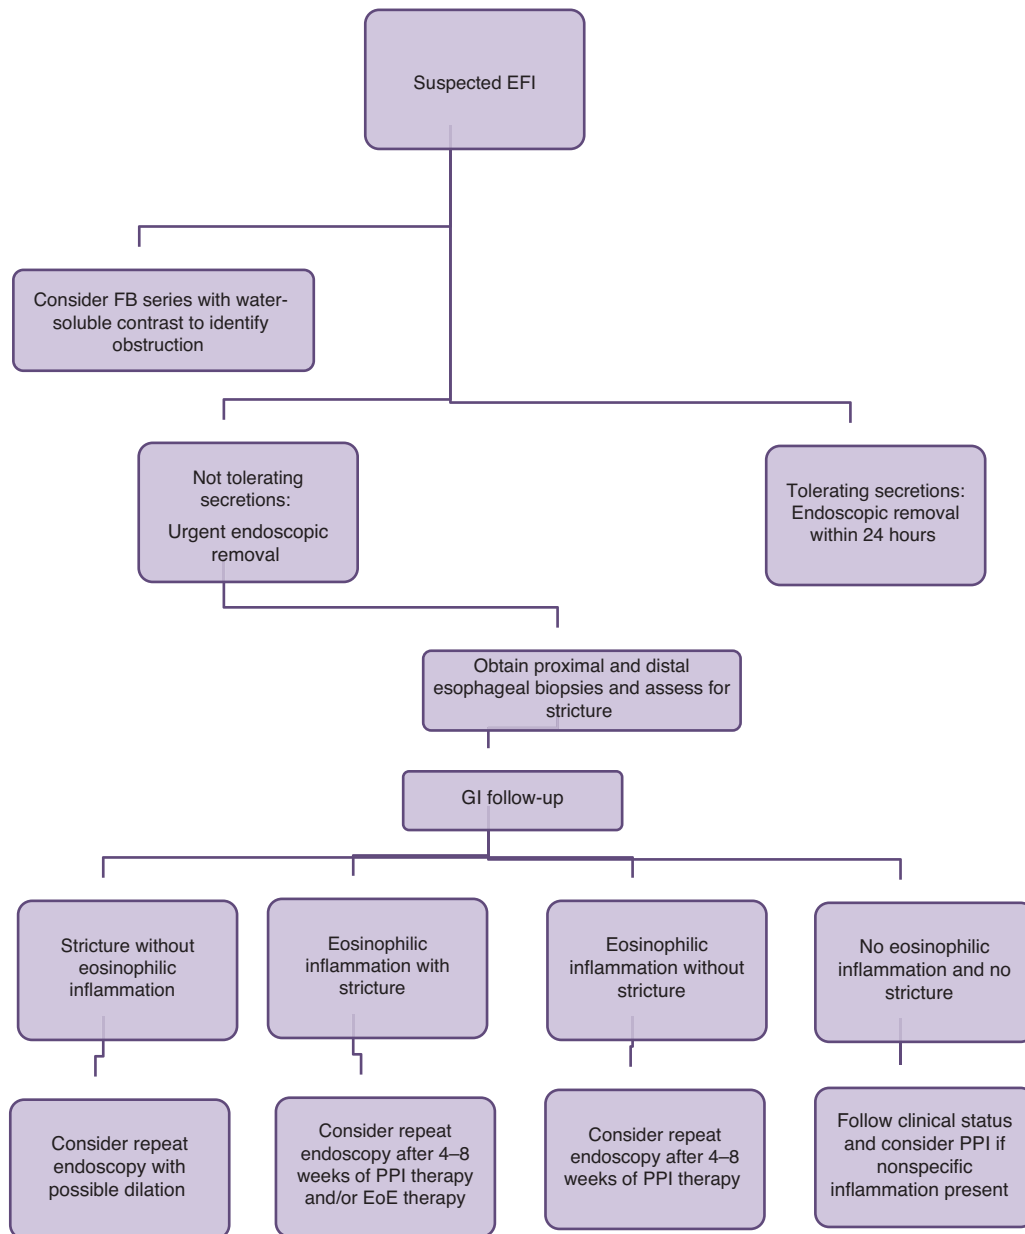 Suspected EFI
Consider FB series with water-
soluble contrast to identify
obstruction
Not tolerating
secretions:
Urgent endoscopic
removal
Tolerating secretions:
Endoscopic removal
within 24 hours
Obtain proximal and distal
esophageal biopsies and assess for
stricture
GI follow-up
Stricture without
eosinophilic
inflammation
Eosinophilic
inflammation with
stricture
Eosinophilic
inflammation without
stricture
No eosinophilic
inflammation and no
stricture
Consider repeat
endoscopy with
possible dilation
Consider repeat
endoscopy after 4–8
weeks of PPI therapy
and/or EoE therapy
Consider repeat
endoscopy after 4–8
weeks of PPI therapy
Follow clinical status
and consider PPI if
nonspecific
inflammation present